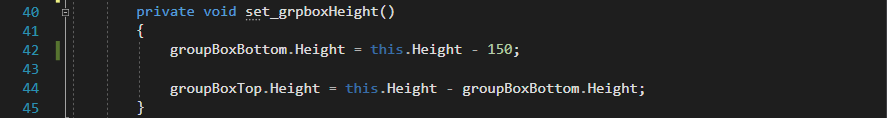 40 private void set_grpboxHeight()
41 {
42 groupBoxBottom.Height = this.Height - 150;
43
44 groupBoxTop.Height = this.Height - groupBoxBottom.Height;
45 }